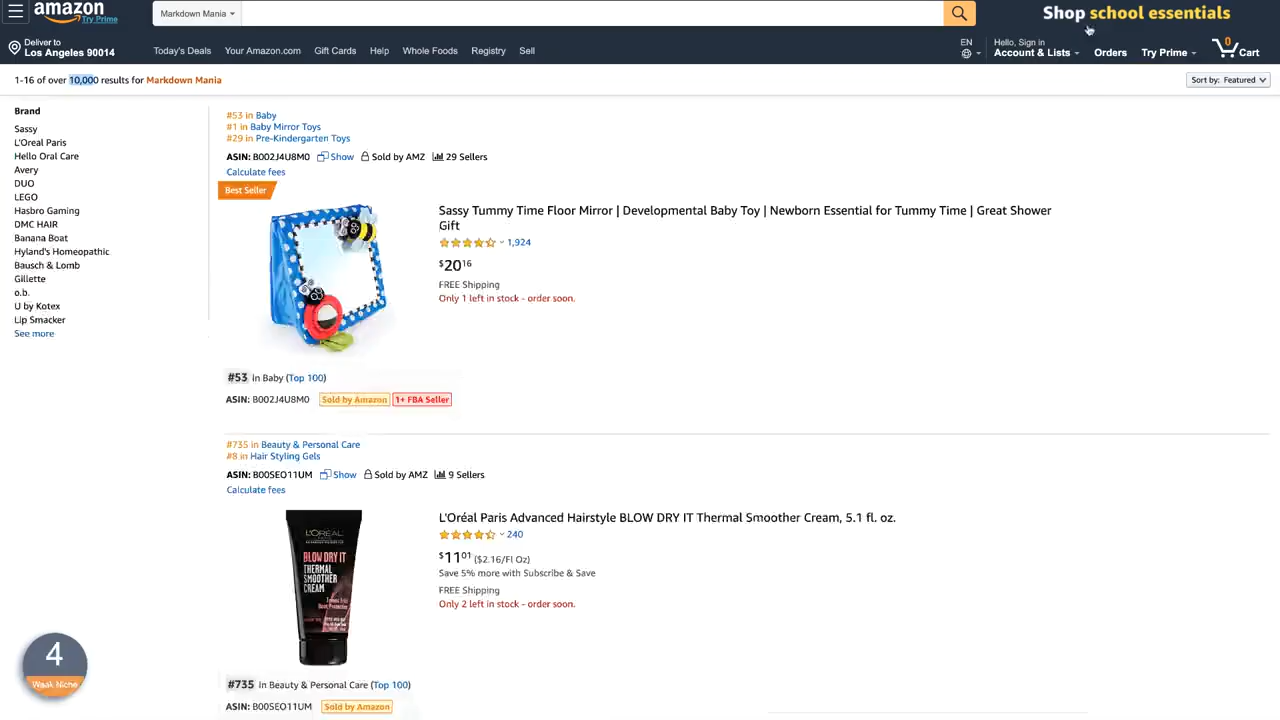 amazon
Try Prime
Markdown Mania
Shop school essentials
Deliver to
Los Angeles 90014
Today's Deals Your Amazon.com Gift Cards Help Whole Foods Registry Sell
EN
Hello, Sign in
Account & Lists
Orders
Try Prime
0
Cart
1-16 of over 10,000 results for Markdown Mania
Sort by: Featured
Brand
Sassy
L'Oreal Paris
Hello Oral Care
Avery
DUO
LEGO
Hasbro Gaming
DMC HAIR
Banana Boat
Hyland's Homeopathic
Bausch & Lomb
Gillette
o.b.
U by Kotex
Lip Smacker
See more
#53 in Baby
#1 in Baby Mirror Toys
#29 in Pre-Kindergarten Toys
ASIN: B002J4U8M0 Show Sold by AMZ 29 Sellers
Calculate fees
Best Seller
Sassy Tummy Time Floor Mirror | Developmental Baby Toy | Newborn Essential for Tummy Time | Great Shower
Gift
1,924
$20 16
FREE Shipping
Only 1 left in stock - order soon.
#53 in Baby (Top 100)
ASIN: B002J4U8M0 Sold by Amazon 1+ FBA Seller
#735 in Beauty & Personal Care
#8 in Hair Styling Gels
ASIN: B00SEO11UM Show Sold by AMZ 9 Sellers
Calculate fees
L'Oréal Paris Advanced Hairstyle BLOW DRY IT Thermal Smoother Cream, 5.1 fl. oz.
240
$11 01 ($2.16/Fl Oz)
Save 5% more with Subscribe & Save
FREE Shipping
Only 2 left in stock - order soon.
L'ORÉAL
BLOW DRY IT
THERMAL
SMOOTHER
CREAM
#735 in Beauty & Personal Care (Top 100)
ASIN: B00SEO11UM Sold by Amazon
4
Weak Niche